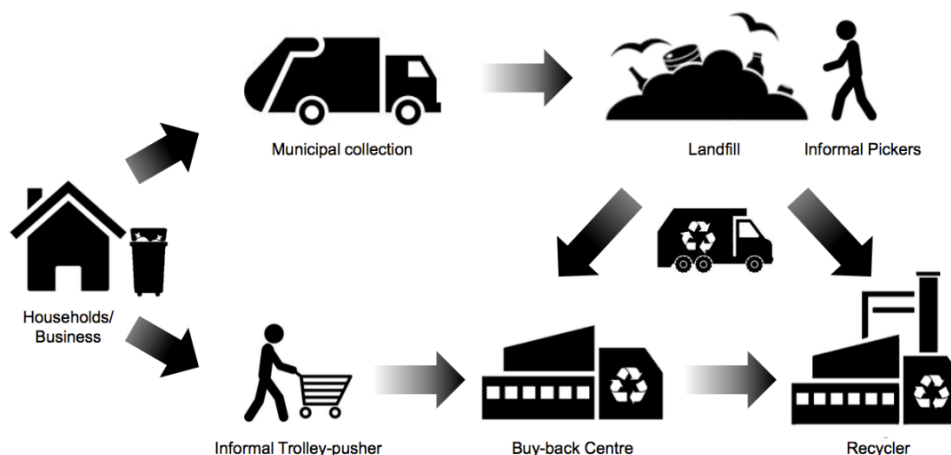 Municipal collection
Landfill
Informal Pickers
Households/
Business
Informal Trolley-pusher
Buy-back Centre
Recycler